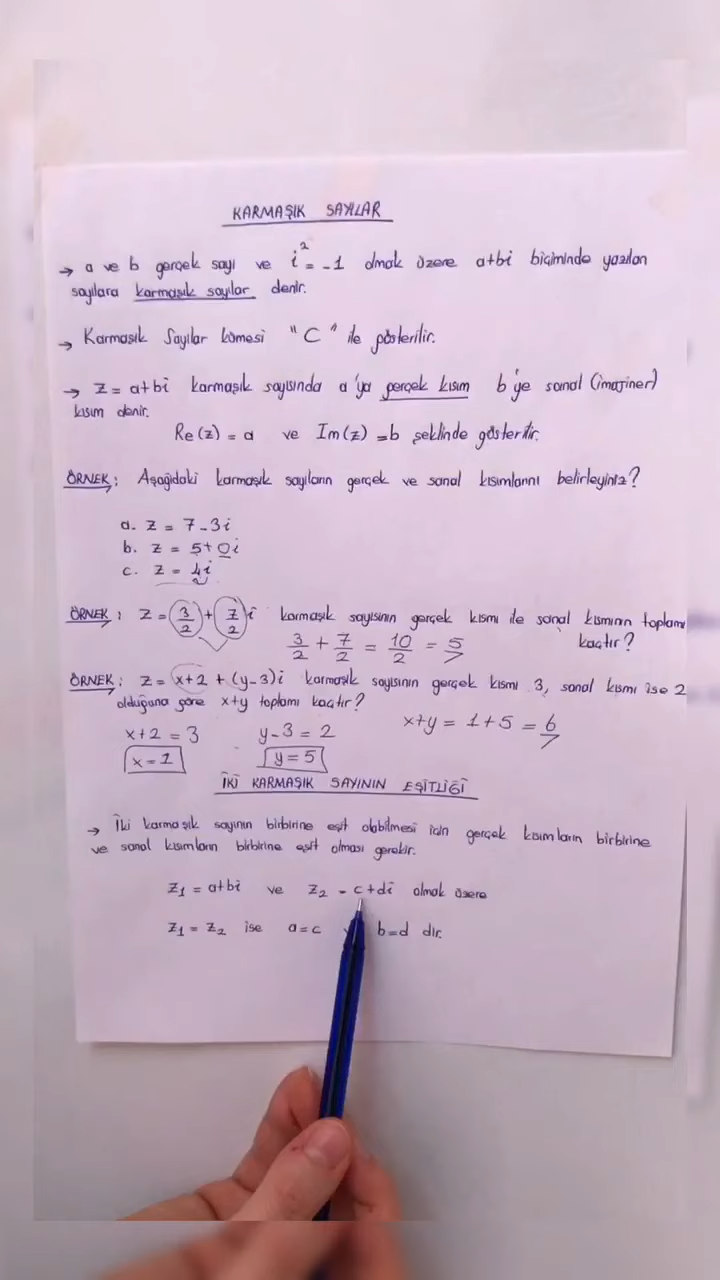 KARMAŞIK SAYILAR
→ a ve b gerçek sayı ve i² = -1 olmak üzere a+bi biçiminde yazılan
sayılara karmaşık sayılar denir.
→ Karmaşık Sayılar kümesi "C" ile gösterilir.
→ z = a+bi karmaşık sayısında a'ya gerçek kısım b'ye sanal (imajiner)
kısım denir.
Re(z) = a ve Im(z) = b şeklinde gösterilir.
ÖRNEK: Aşağıdaki karmaşık sayıların gerçek ve sanal kısımlarını belirleyiniz?
a. z = 7-3i
b. z = 5+0i
c. z = 4i
ÖRNEK: z = 3/2 + 7/2 i karmaşık sayısının gerçek kısmı ile sanal kısmının toplamı
kaçtır?
3/2 + 7/2 = 10/2 = 5
ÖRNEK: z = x+2 + (y-3)i karmaşık sayısının gerçek kısmı 3, sanal kısmı ise 2
olduğuna göre x+y toplamı kaçtır?
x+2 = 3 y-3 = 2 x+y = 1+5 = 6
x = 1 y = 5
İKİ KARMAŞIK SAYININ EŞİTLİĞİ
→ İki karmaşık sayının birbirine eşit olabilmesi için gerçek kısımların birbirine
ve sanal kısımların birbirine eşit olması gerekir.
z₁ = a+bi ve z₂ = c+di olmak üzere
z₁ = z₂ ise a=c b=d dir.